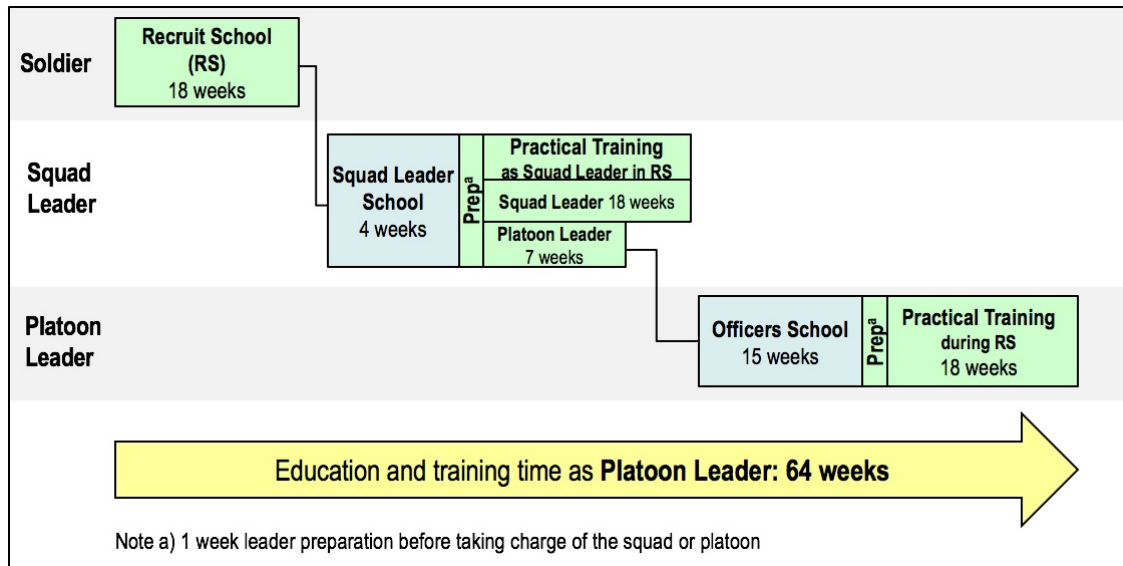 Soldier
Recruit School
(RS)
18 weeks
Squad
Leader
Squad Leader
School
4 weeks
Prepa
Practical Training
as Squad Leader in RS
Squad Leader 18 weeks
Platoon Leader
7 weeks
Platoon
Leader
Officers School
15 weeks
Prepa
Practical Training
during RS
18 weeks
Education and training time as Platoon Leader: 64 weeks
Note a) 1 week leader preparation before taking charge of the squad or platoon